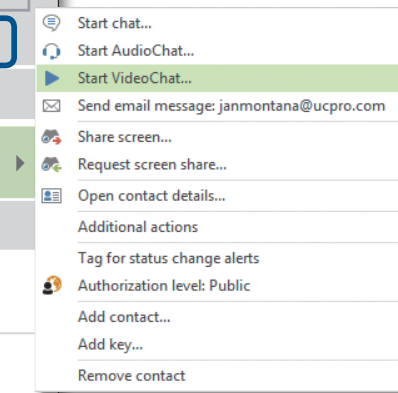 Start chat...
Start AudioChat...
Start VideoChat...
Send email message: janmontana@ucpro.com
Share screen...
Request screen share...
Open contact details...
Additional actions
Tag for status change alerts
Authorization level: Public
Add contact...
Add key...
Remove contact